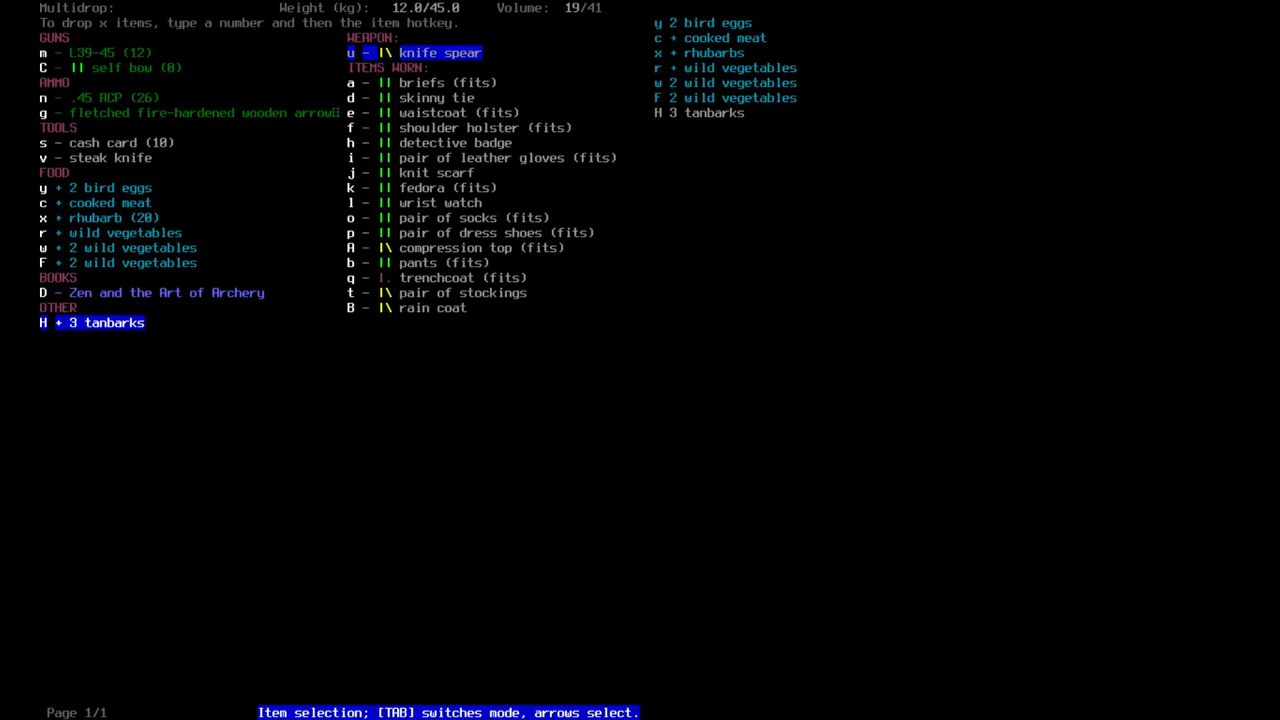 Multidrop: Weight (kg): 12.0/45.0 Volume: 19/41
To drop x items, type a number and then the item hotkey.
GUNS
m - L39-45 (12)
C - || self bow (0)
AMMO
n - .45 ACP (26)
g - fletched fire-hardened wooden arrow
TOOLS
s - cash card (10)
v - steak knife
FOOD
y + 2 bird eggs
c + cooked meat
x + rhubarb (20)
r + wild vegetables
w + 2 wild vegetables
F + 2 wild vegetables
BOOKS
D - Zen and the Art of Archery
OTHER
H + 3 tanbarks
WEAPON:
u - |\ knife spear
ITEMS WORN:
a - || briefs (fits)
d - || skinny tie
e - || waistcoat (fits)
f - || shoulder holster (fits)
h - || detective badge
i - || pair of leather gloves (fits)
j - || knit scarf
k - || fedora (fits)
l - || wrist watch
o - || pair of socks (fits)
p - || pair of dress shoes (fits)
A - |\ compression top (fits)
b - || pants (fits)
q - |. trenchcoat (fits)
t - |\ pair of stockings
B - |\ rain coat
y 2 bird eggs
c + cooked meat
x + rhubarbs
r + wild vegetables
w 2 wild vegetables
F 2 wild vegetables
H 3 tanbarks
Page 1/1
Item selection; [TAB] switches mode, arrows select.